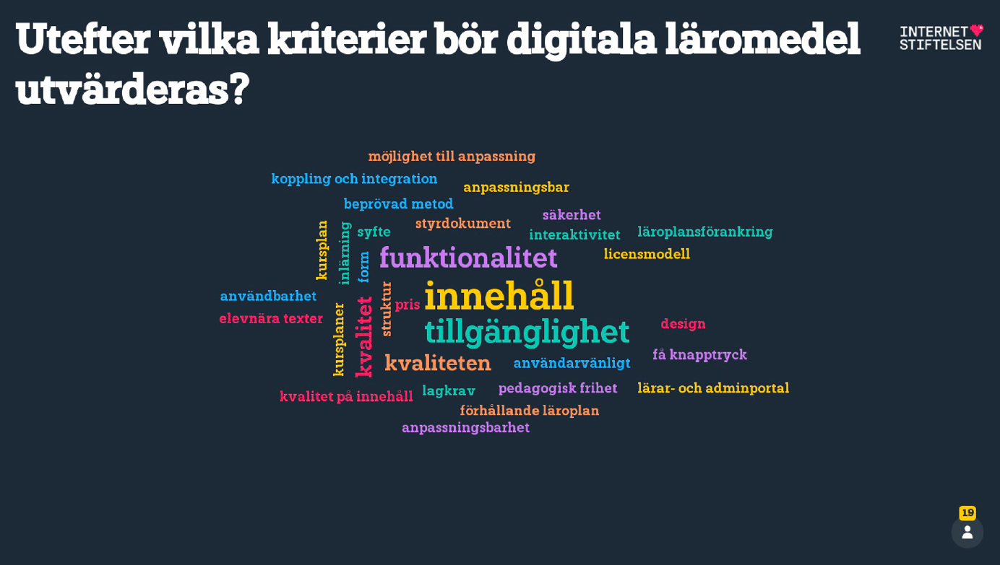 Utefter vilka kriterier bör digitala läromedel
utvärderas?
INTERNET
STIFTELSEN
möjlighet till anpassning
koppling och integration
anpassningsbar
beprövad metod
säkerhet
styrdokument
syfte
interaktivitet
läroplansförankring
kursplan
inlärning
form
funktionalitet
licensmodell
användbarhet
innehåll
struktur
pris
elevnära texter
kursplaner
kvalitet
tillgänglighet
design
få knapptryck
kvaliteten
användarvänligt
kvalitet på innehåll
lagkrav
pedagogisk frihet
lärar- och adminportal
förhållande läroplan
anpassningsbarhet
19